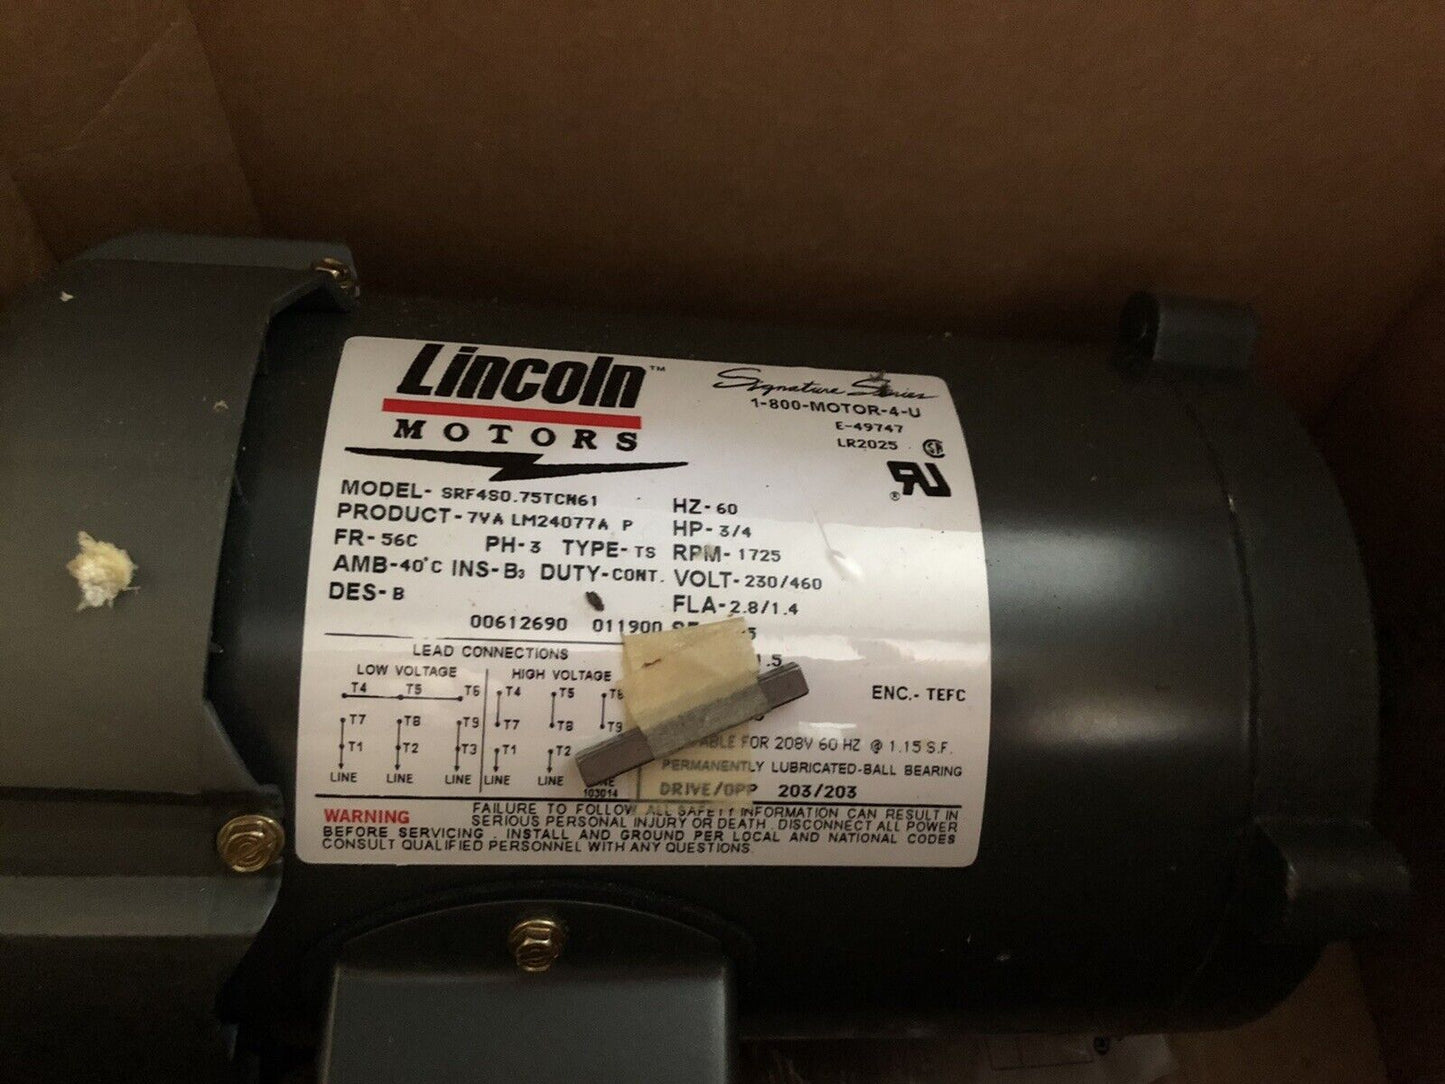 Lincoln™
MOTORS
Signature Series
1-800-MOTOR-4-U
E-49747
LR2025
MODEL- SRF4S0.75TCN61
PRODUCT- 7VA LM24077A P
FR- 56C PH-3 TYPE-TS
AMB-40°C INS-B3 DUTY-CONT.
DES-B
00612690 011900
HZ-60
HP-3/4
RPM-1725
VOLT-230/460
FLA-2.8/1.4
ENC.- TEFC
FOR 208V 60 HZ @ 1.15 S.F.
PERMANENTLY LUBRICATED-BALL BEARING
DRIVE/OPP 203/203
LEAD CONNECTIONS
LOW VOLTAGE HIGH VOLTAGE
T4 T5 T6 T4 T5 T6
T7 T8 T9 T7 T8 T9
T1 T2 T3 T1 T2
LINE LINE LINE LINE LINE LINE
103014
WARNING FAILURE TO FOLLOW ALL SAFETY INFORMATION CAN RESULT IN
SERIOUS PERSONAL INJURY OR DEATH. DISCONNECT ALL POWER
BEFORE SERVICING. INSTALL AND GROUND PER LOCAL AND NATIONAL CODES
CONSULT QUALIFIED PERSONNEL WITH ANY QUESTIONS.